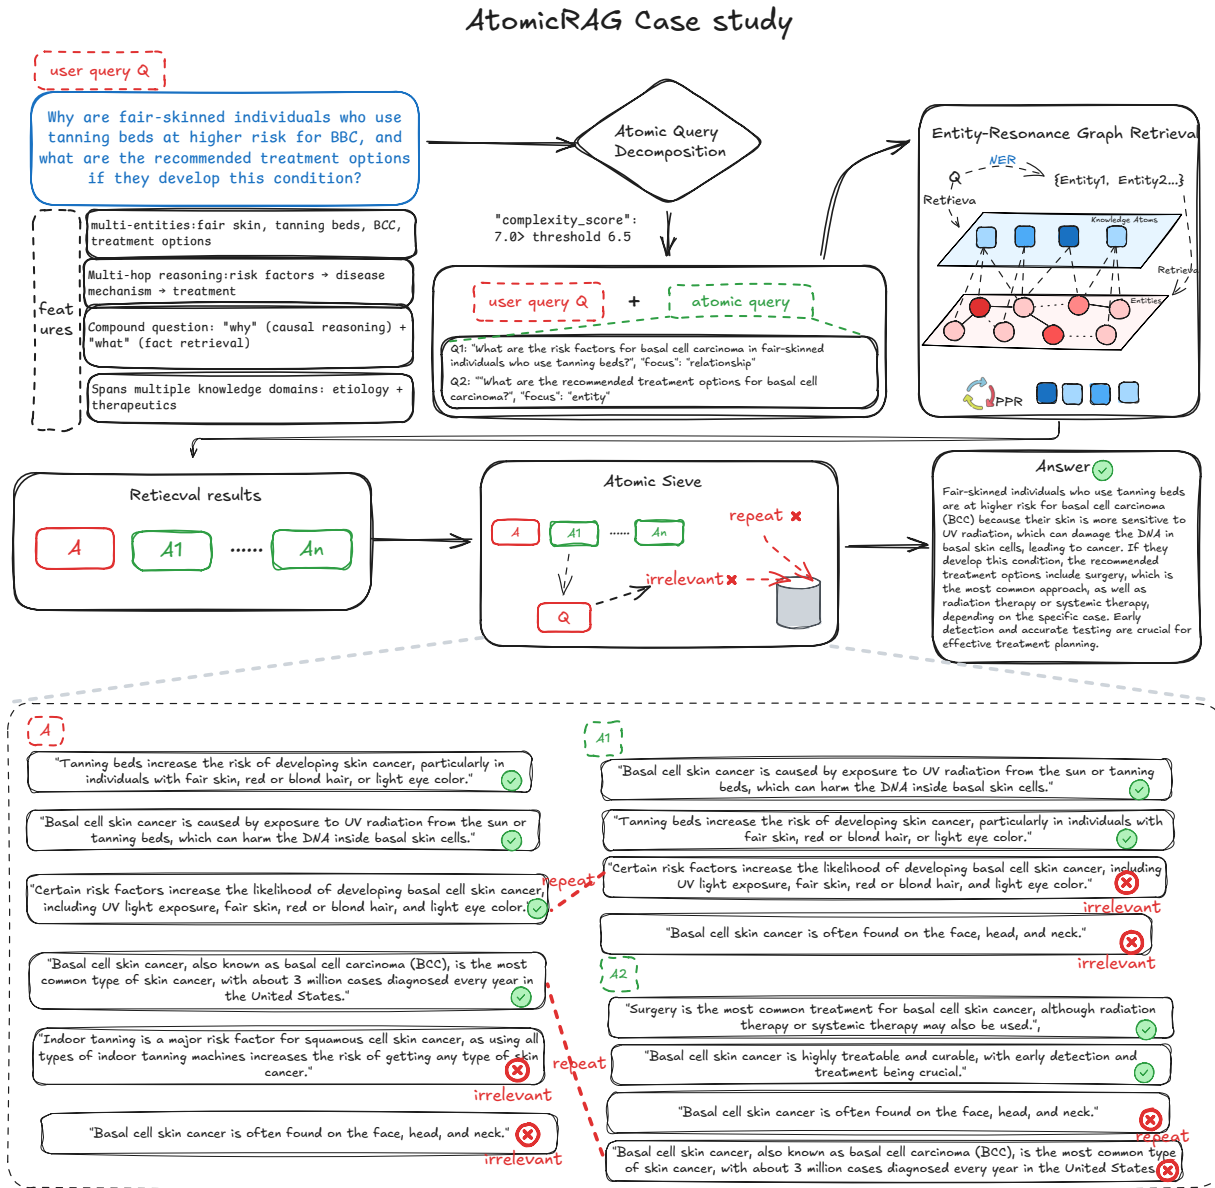 AtomicRAG Case study
user query Q
Why are fair-skinned individuals who use
tanning beds at higher risk for BBC, and
what are the recommended treatment options
if they develop this condition?
features
multi-entities:fair skin, tanning beds, BCC,
treatment options
Multi-hop reasoning:risk factors → disease
mechanism → treatment
Compound question: "why" (causal reasoning) +
"what" (fact retrieval)
Spans multiple knowledge domains: etiology +
therapeutics
Atomic Query
Decomposition
"complexity_score":
7.0> threshold 6.5
user query Q + atomic query
Q1: "What are the risk factors for basal cell carcinoma in fair-skinned
individuals who use tanning beds?", "focus": "relationship"
Q2: ""What are the recommended treatment options for basal cell
carcinoma?", "focus": "entity"
Entity-Resonance Graph Retrieval
NER
Q
{Entity1, Entity2...}
Retrieva
Knowledge Atoms
Retrieva
Entities
PPR
Retiecval results
A A1 ...... An
Atomic Sieve
A A1 ...... An
repeat ✖
irrelevant ✖
Q
Answer
Fair-skinned individuals who use tanning beds
are at higher risk for basal cell carcinoma
(BCC) because their skin is more sensitive to
UV radiation, which can damage the DNA in
basal skin cells, leading to cancer. If they
develop this condition, the recommended
treatment options include surgery, which is
the most common approach, as well as
radiation therapy or systemic therapy,
depending on the specific case. Early
detection and accurate testing are crucial for
effective treatment planning.
A
"Tanning beds increase the risk of developing skin cancer, particularly in
individuals with fair skin, red or blond hair, or light eye color."
"Basal cell skin cancer is caused by exposure to UV radiation from the sun or
tanning beds, which can harm the DNA inside basal skin cells."
"Certain risk factors increase the likelihood of developing basal cell skin cancer,
including UV light exposure, fair skin, red or blond hair, and light eye color."
repeat
"Basal cell skin cancer, also known as basal cell carcinoma (BCC), is the most
common type of skin cancer, with about 3 million cases diagnosed every year in
the United States."
"Indoor tanning is a major risk factor for squamous cell skin cancer, as using all
types of indoor tanning machines increases the risk of getting any type of skin
cancer."
irrelevant
repeat
"Basal cell skin cancer is often found on the face, head, and neck."
irrelevant
A1
"Basal cell skin cancer is caused by exposure to UV radiation from the sun or tanning
beds, which can harm the DNA inside basal skin cells."
"Tanning beds increase the risk of developing skin cancer, particularly in individuals with
fair skin, red or blond hair, or light eye color."
"Certain risk factors increase the likelihood of developing basal cell skin cancer, including
UV light exposure, fair skin, red or blond hair, and light eye color."
irrelevant
"Basal cell skin cancer is often found on the face, head, and neck."
irrelevant
A2
"Surgery is the most common treatment for basal cell skin cancer, although radiation
therapy or systemic therapy may also be used.",
"Basal cell skin cancer is highly treatable and curable, with early detection and
treatment being crucial."
"Basal cell skin cancer is often found on the face, head, and neck."
repeat
"Basal cell skin cancer, also known as basal cell carcinoma (BCC), is the most common type
of skin cancer, with about 3 million cases diagnosed every year in the United States